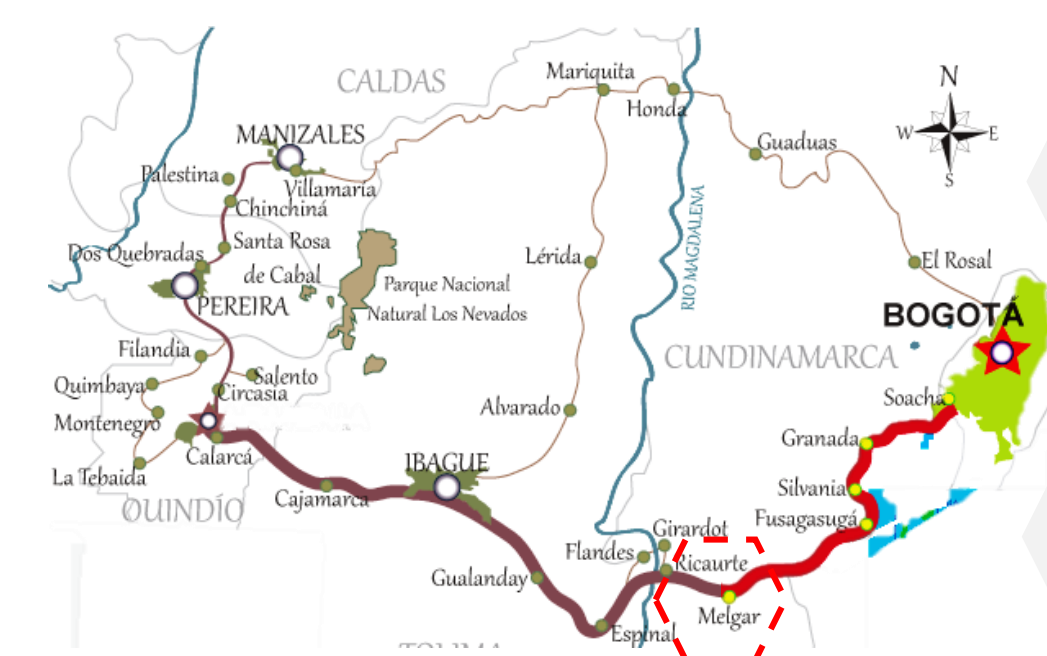 CALDAS
Mariquita
Honda
N
W
E
S
MANIZALES
Guaduas
Palestina
Villamaria
Chinchiná
RIO MAGDALENA
Dos Quebradas
Santa Rosa
de Cabal
Lérida
El Rosal
Parque Nacional
Natural Los Nevados
PEREIRA
BOGOTÁ
Filandia
CUNDINAMARCA
Quimbaya
Salento
Circasia
Soacha
Montenegro
Alvarado
Granada
Calarcá
IBAGUE
La Tebaida
Cajamarca
Silvania
QUINDÍO
Fusagasugá
Girardot
Flandes
Ricaurte
Gualanday
Melgar
Espinal
TOLIMA